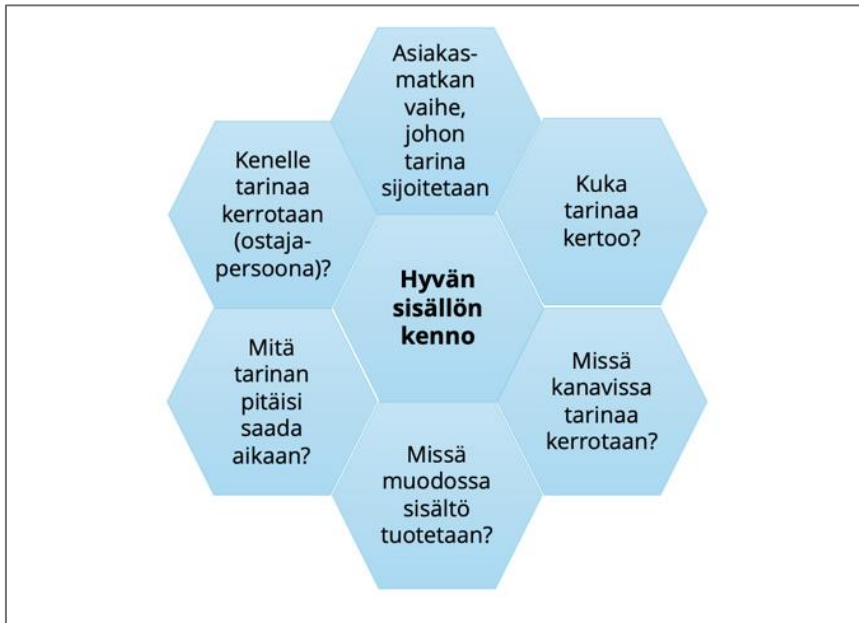 Asiakas-
matkan
vaihe,
johon
tarina
sijoitetaan
Kenelle
tarinaa
kerrotaan
(ostaja-
persoona)?
Kuka
tarinaa
kertoo?
Hyvän
sisällön
kenno
Mitä
tarinan
pitäisi
saada
aikaan?
Missä
kanavissa
tarinaa
kerrotaan?
Missä
muodossa
sisältö
tuotetaan?